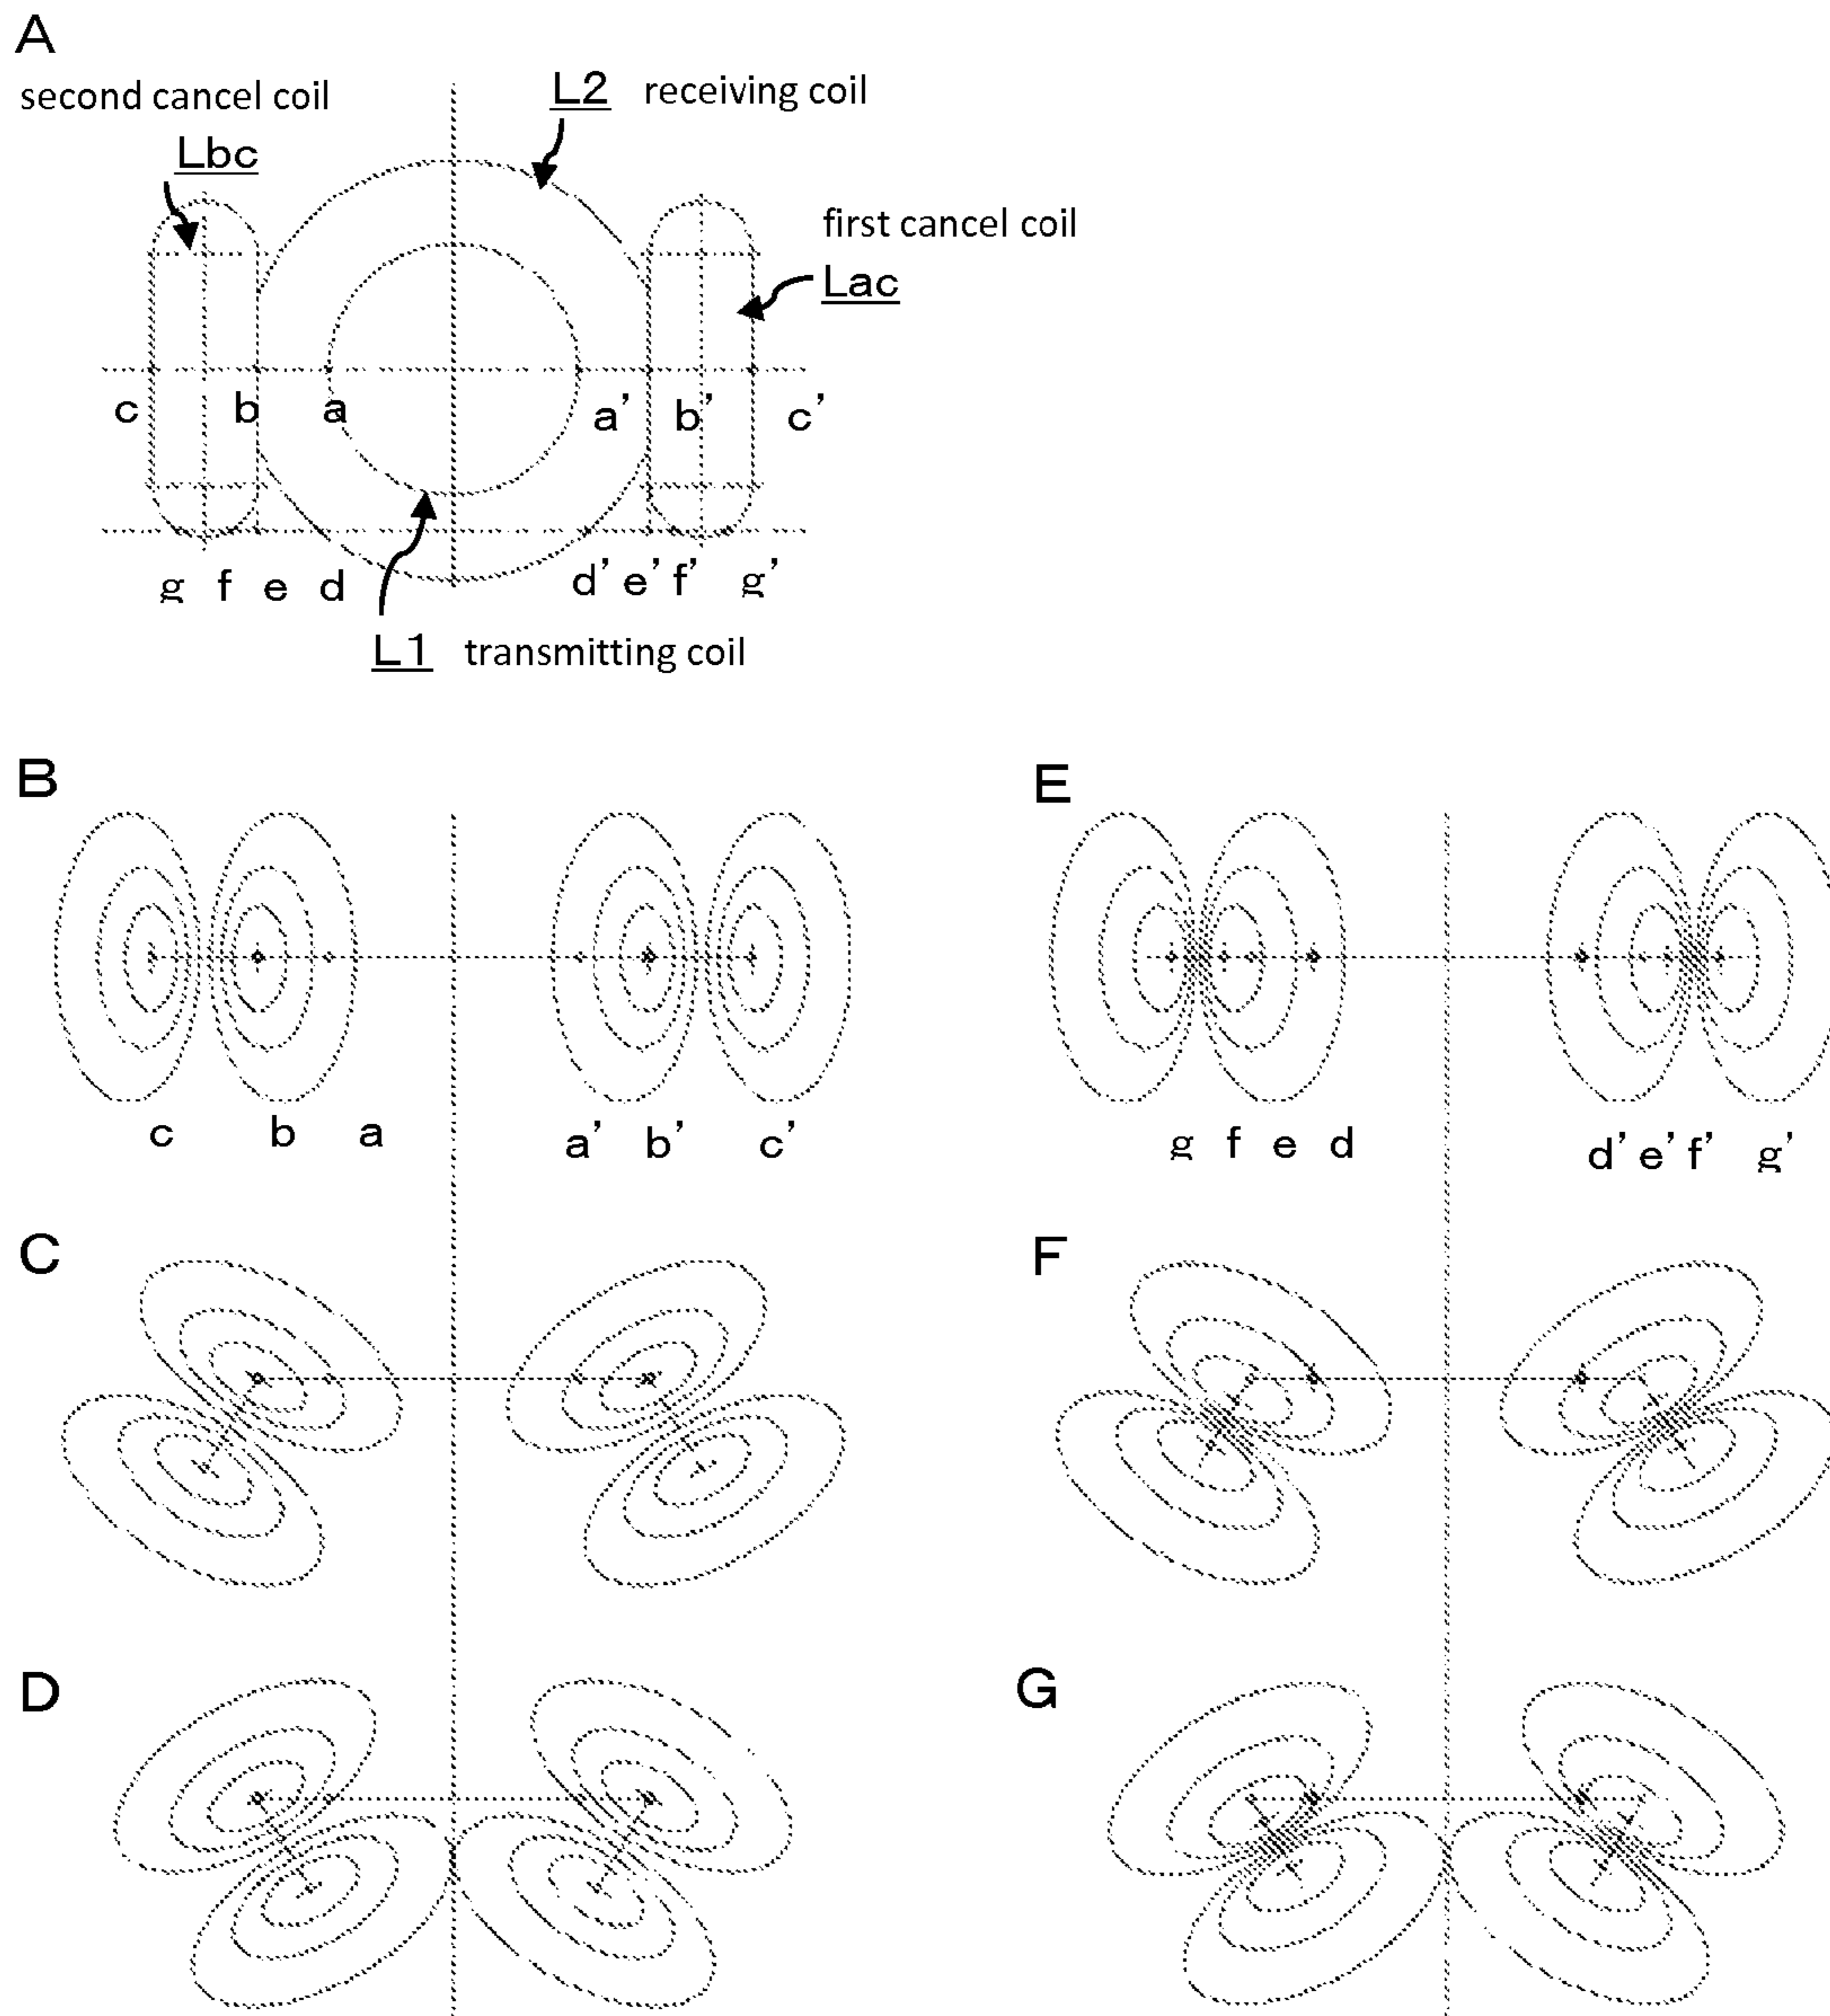 A
second cancel coil
Lbc
L2 receiving coil
first cancel coil
Lac
c b a a' b' c'
g f e d d' e' f' g'
L1 transmitting coil
B
c b a a' b' c'
E
g f e d d' e' f' g'
C
F
D
G